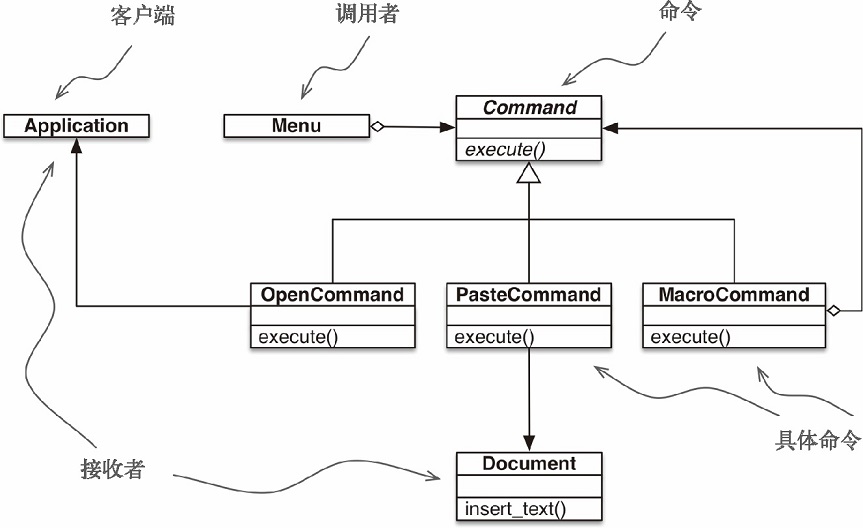 客户端
调用者
命令
Application
Menu
Command
execute()
OpenCommand
execute()
PasteCommand
execute()
MacroCommand
execute()
具体命令
接收者
Document
insert_text()